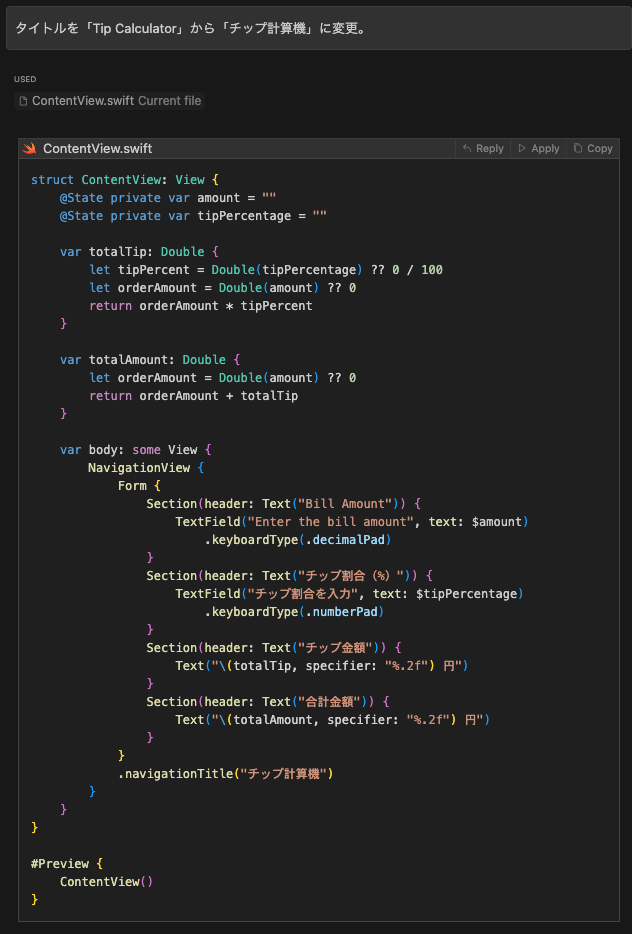 タイトルを「Tip Calculator」から「チップ計算機」に変更。
USED
ContentView.swift Current file
ContentView.swift Reply Apply Copy
struct ContentView: View {
    @State private var amount = ""
    @State private var tipPercentage = ""

    var totalTip: Double {
        let tipPercent = Double(tipPercentage) ?? 0 / 100
        let orderAmount = Double(amount) ?? 0
        return orderAmount * tipPercent
    }

    var totalAmount: Double {
        let orderAmount = Double(amount) ?? 0
        return orderAmount + totalTip
    }

    var body: some View {
        NavigationView {
            Form {
                Section(header: Text("Bill Amount")) {
                    TextField("Enter the bill amount", text: $amount)
                        .keyboardType(.decimalPad)
                }
                Section(header: Text("チップ割合（%）")) {
                    TextField("チップ割合を入力", text: $tipPercentage)
                        .keyboardType(.numberPad)
                }
                Section(header: Text("チップ金額")) {
                    Text("\(totalTip, specifier: "%.2f") 円")
                }
                Section(header: Text("合計金額")) {
                    Text("\(totalAmount, specifier: "%.2f") 円")
                }
            }
            .navigationTitle("チップ計算機")
        }
    }
}

#Preview {
    ContentView()
}